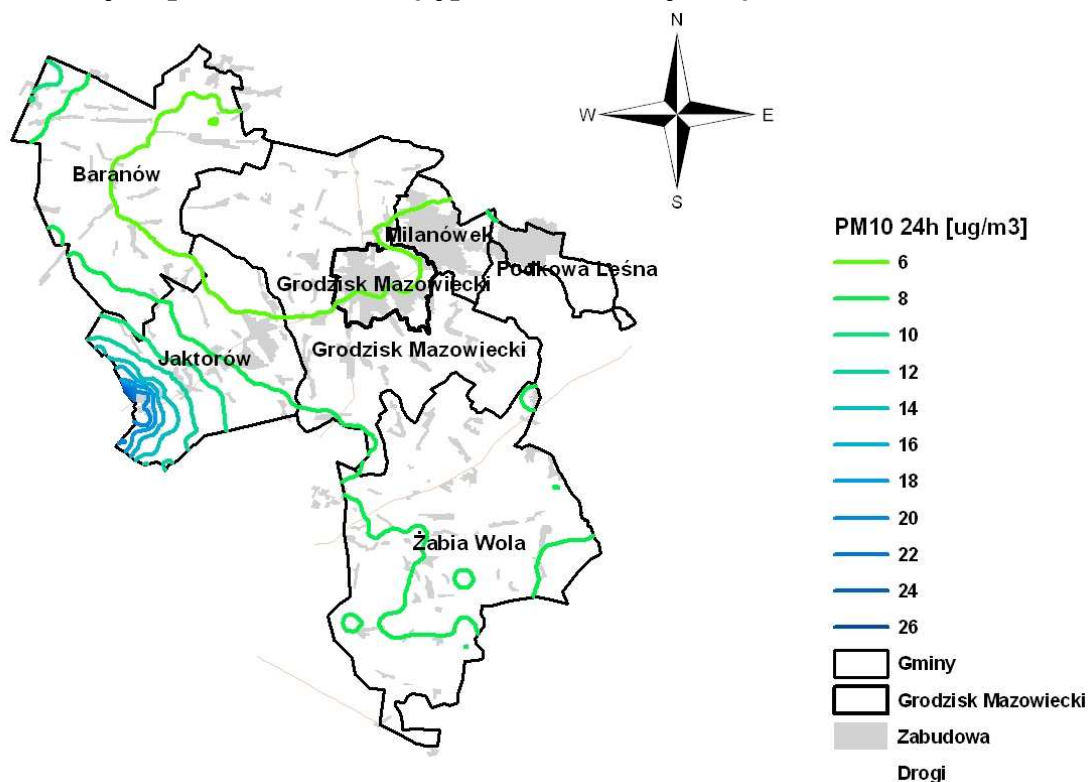 N
W
E
S
Baranów
Milanówek
Podkowa Leśna
Grodzisk Mazowiecki
Grodzisk Mazowiecki
Jaktorów
Żabia Wola
PM10 24h [ug/m3]
6
8
10
12
14
16
18
20
22
24
26
Gminy
Grodzisk Mazowiecki
Zabudowa
Drogi